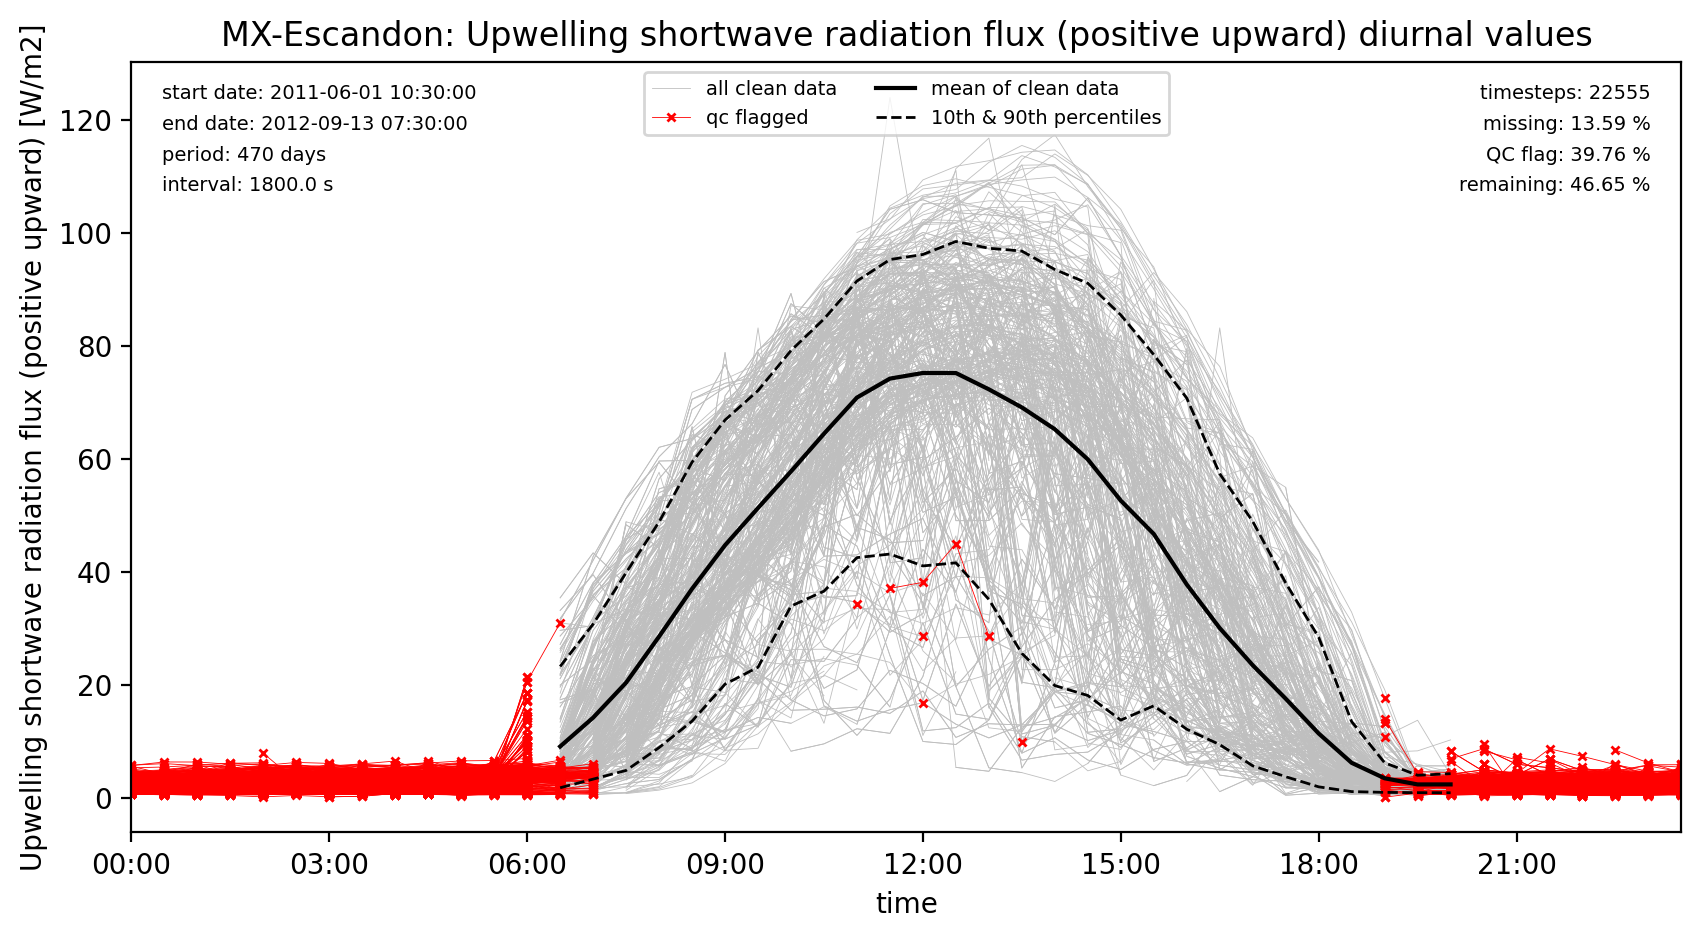 MX-Escandon: Upwelling shortwave radiation flux (positive upward) diurnal values
Upwelling shortwave radiation flux (positive upward) [W/m2]
start date: 2011-06-01 10:30:00
end date: 2012-09-13 07:30:00
period: 470 days
interval: 1800.0 s
all clean data
qc flagged
mean of clean data
10th & 90th percentiles
timesteps: 22555
missing: 13.59 %
QC flag: 39.76 %
remaining: 46.65 %
120
100
80
60
40
20
0
00:00 03:00 06:00 09:00 12:00 15:00 18:00 21:00
time